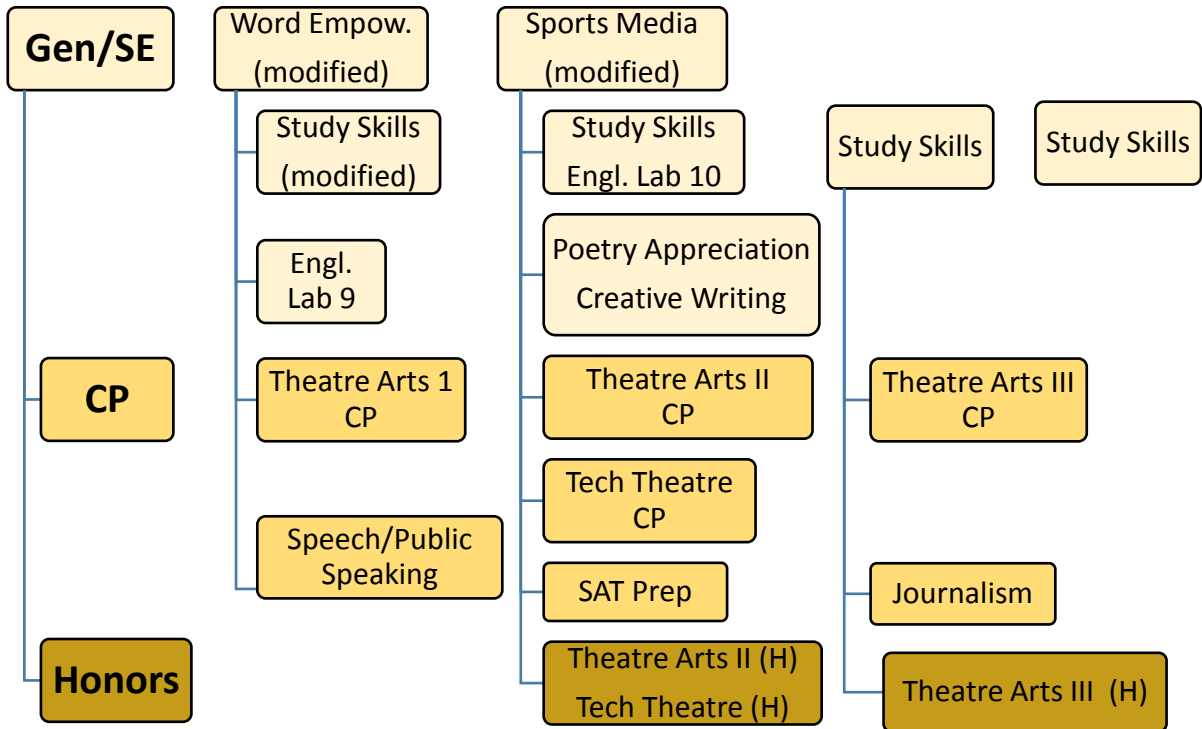 Gen/SE
CP
Honors
Word Empow.
(modified)
Study Skills
(modified)
Engl.
Lab 9
Theatre Arts 1
CP
Speech/Public
Speaking
Sports Media
(modified)
Study Skills
Engl. Lab 10
Poetry Appreciation
Creative Writing
Theatre Arts II
CP
Tech Theatre
CP
SAT Prep
Theatre Arts II (H)
Tech Theatre (H)
Study Skills
Theatre Arts III
CP
Journalism
Theatre Arts III (H)
Study Skills